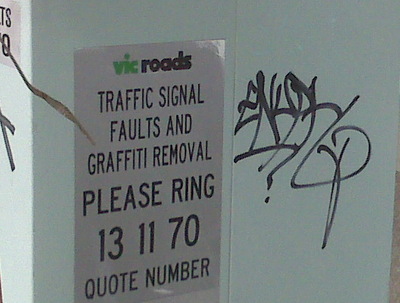 vicroads
TRAFFIC SIGNAL
FAULTS AND
GRAFFITI REMOVAL
PLEASE RING
13 11 70
QUOTE NUMBER